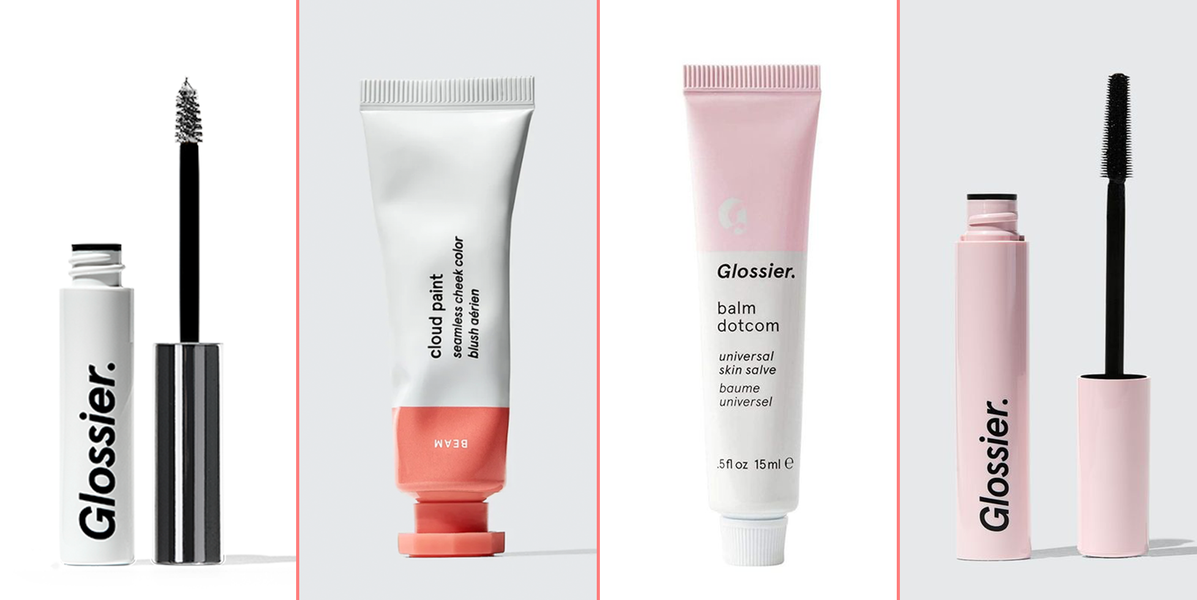 Glossier.
cloud paint
seamless cheek color
blush aérien
BEAM
Glossier.
balm
dotcom
universal
skin salve
baume
universel
.5fl oz 15ml ℮
Glossier.